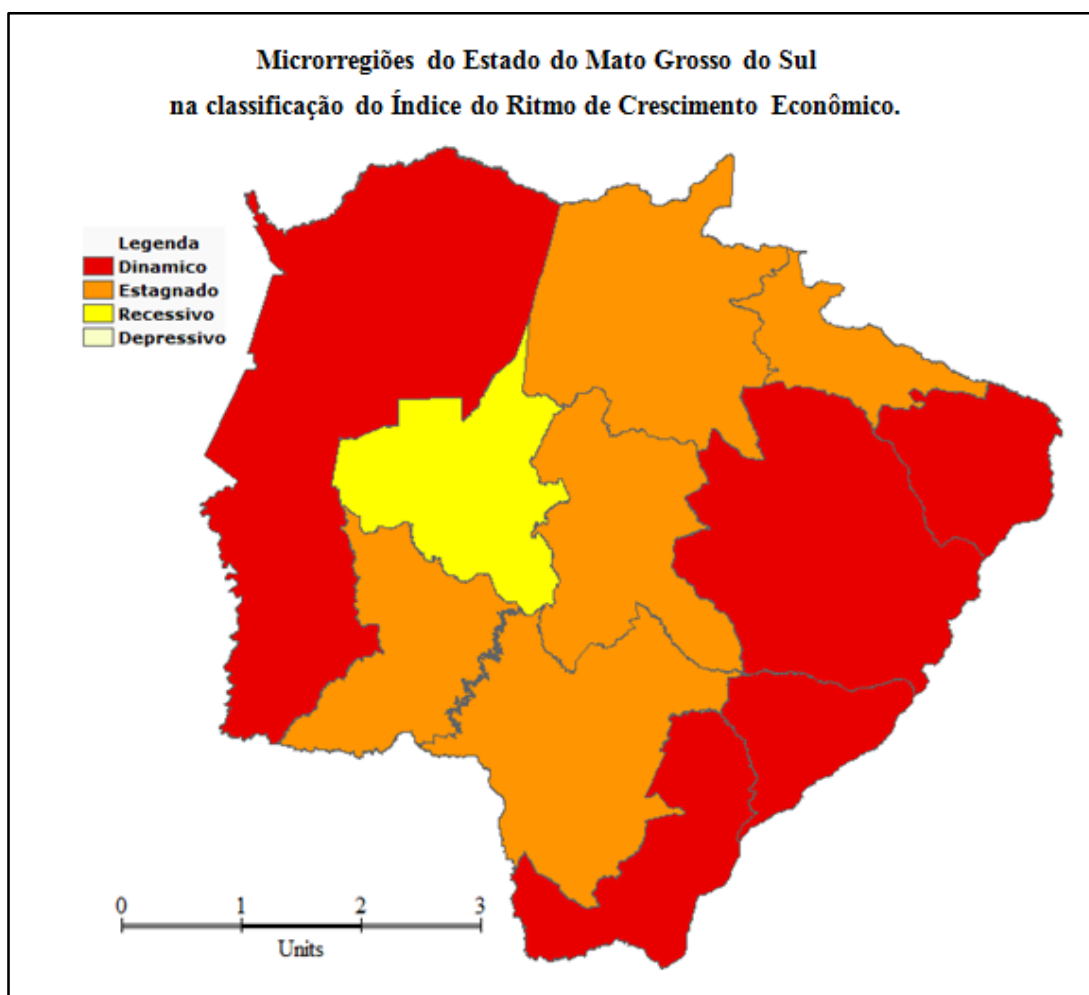 Microrregiões do Estado do Mato Grosso do Sul
na classificação do Índice do Ritmo de Crescimento Econômico.
Legenda
Dinamico
Estagnado
Recessivo
Depressivo
0 1 2 3
Units